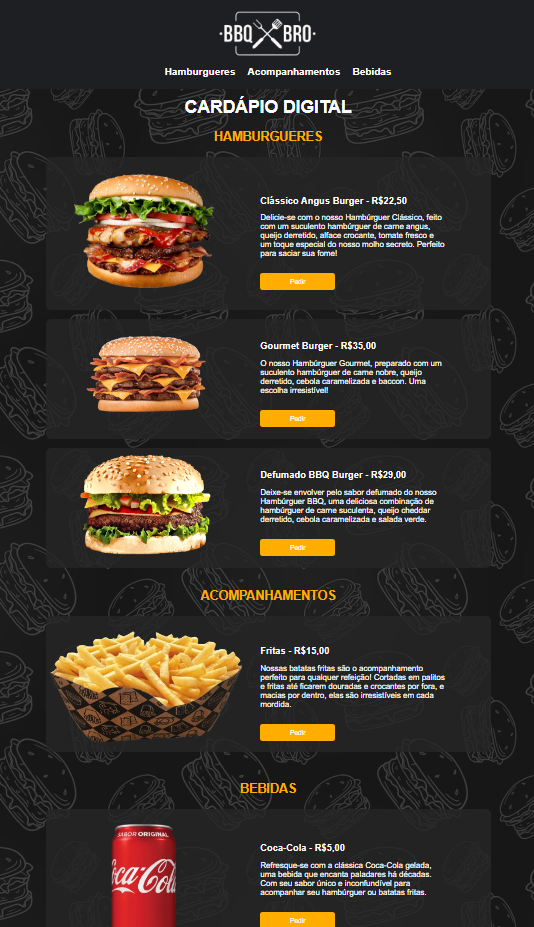 BBQ BRO
Hamburgueres Acompanhamentos Bebidas
CARDÁPIO DIGITAL
HAMBURGUERES
Clássico Angus Burger - R$22,50
Delicie-se com o nosso Hambúrguer Clássico, feito
com um suculento hambúrguer de carne angus,
queijo derretido, alface crocante, tomate fresco e
um toque especial do nosso molho secreto. Perfeito
para saciar sua fome!
Pedir
Gourmet Burger - R$35,00
O nosso Hambúrguer Gourmet, preparado com um
suculento hambúrguer de carne nobre, queijo
derretido, cebola caramelizada e baccon. Uma
escolha irresistível!
Pedir
Defumado BBQ Burger - R$29,00
Deixe-se envolver pelo sabor defumado do nosso
Hambúrguer BBQ, uma deliciosa combinação de
hambúrguer de carne suculenta, queijo cheddar
derretido, cebola caramelizada e salada verde.
Pedir
ACOMPANHAMENTOS
Fritas - R$15,00
Nossas batatas fritas são o acompanhamento
perfeito para qualquer refeição! Cortadas em palitos
e fritas até ficarem douradas e crocantes por fora, e
macias por dentro, elas são irresistíveis em cada
mordida.
Pedir
BEBIDAS
SABOR ORIGINAL
Coca-Cola
Coca-Cola - R$5,00
Refresque-se com a clássica Coca-Cola gelada,
uma bebida que encanta paladares há décadas.
Com seu sabor único e inconfundível para
acompanhar seu hambúrguer ou batatas fritas.
Pedir